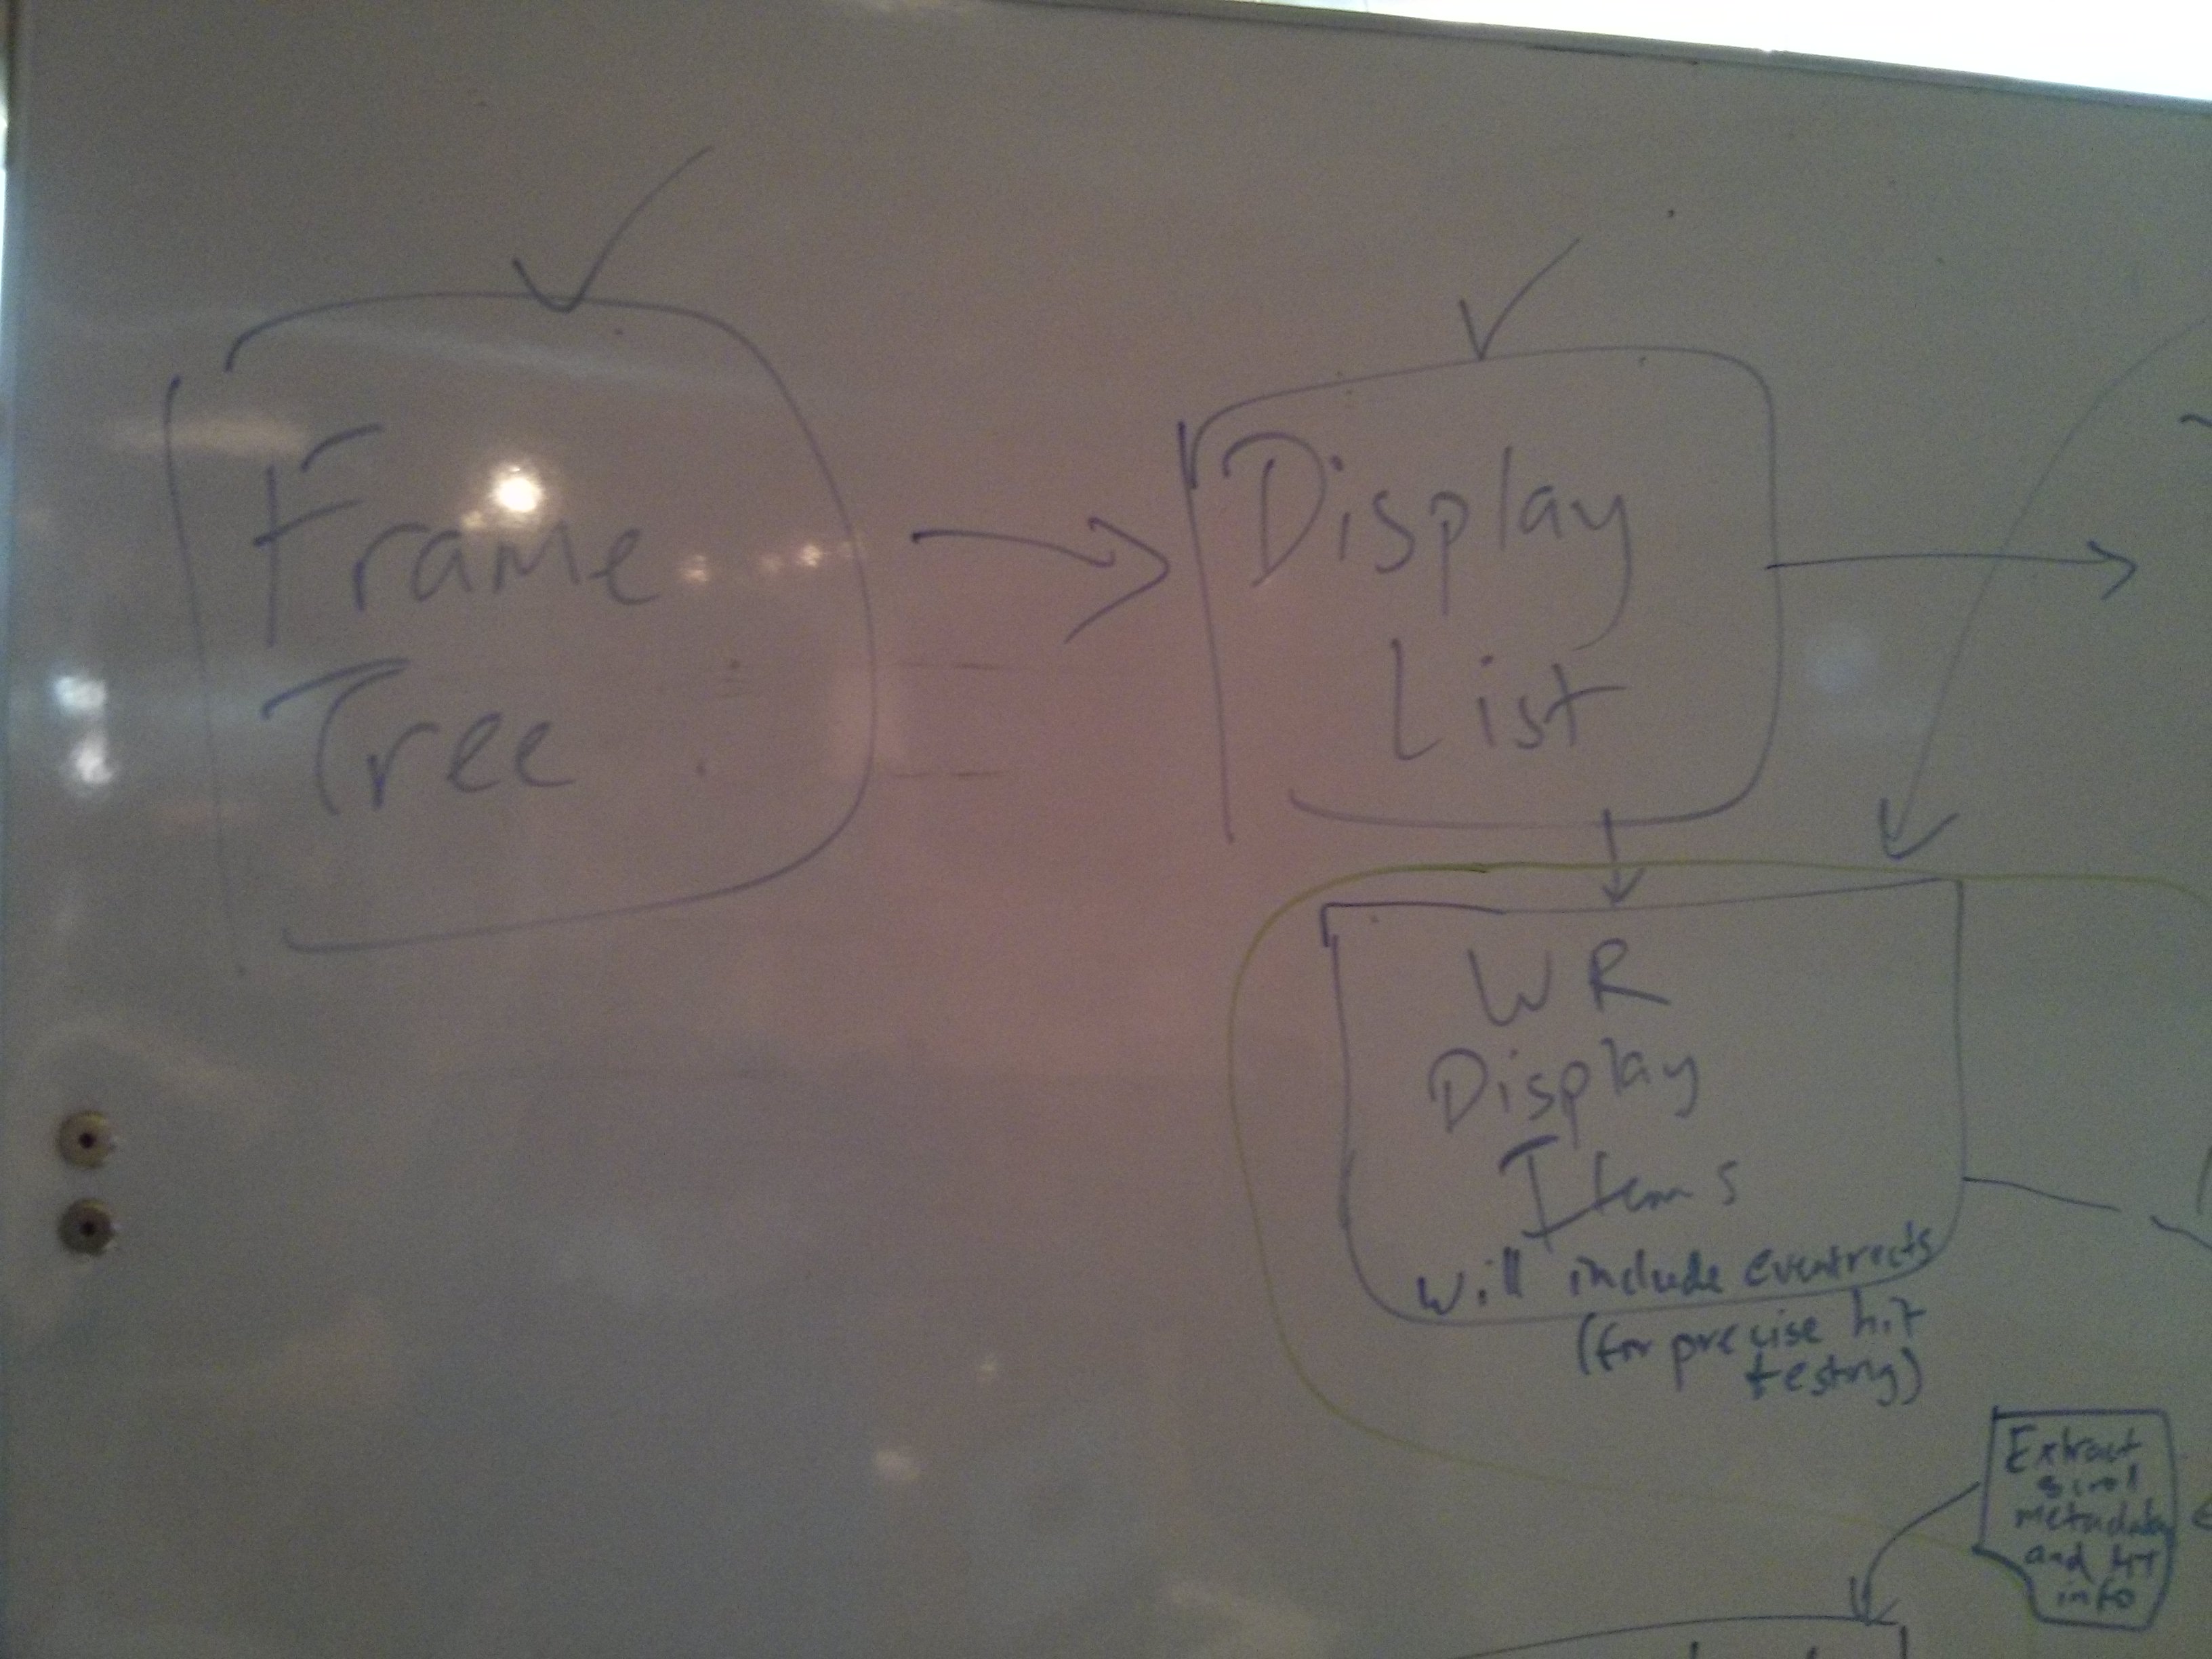 Frame
Tree
Display
List
WR
Display
Items
will include eventrects
(for precise hit
testing)
Extract
scroll
metadata
and HT
info